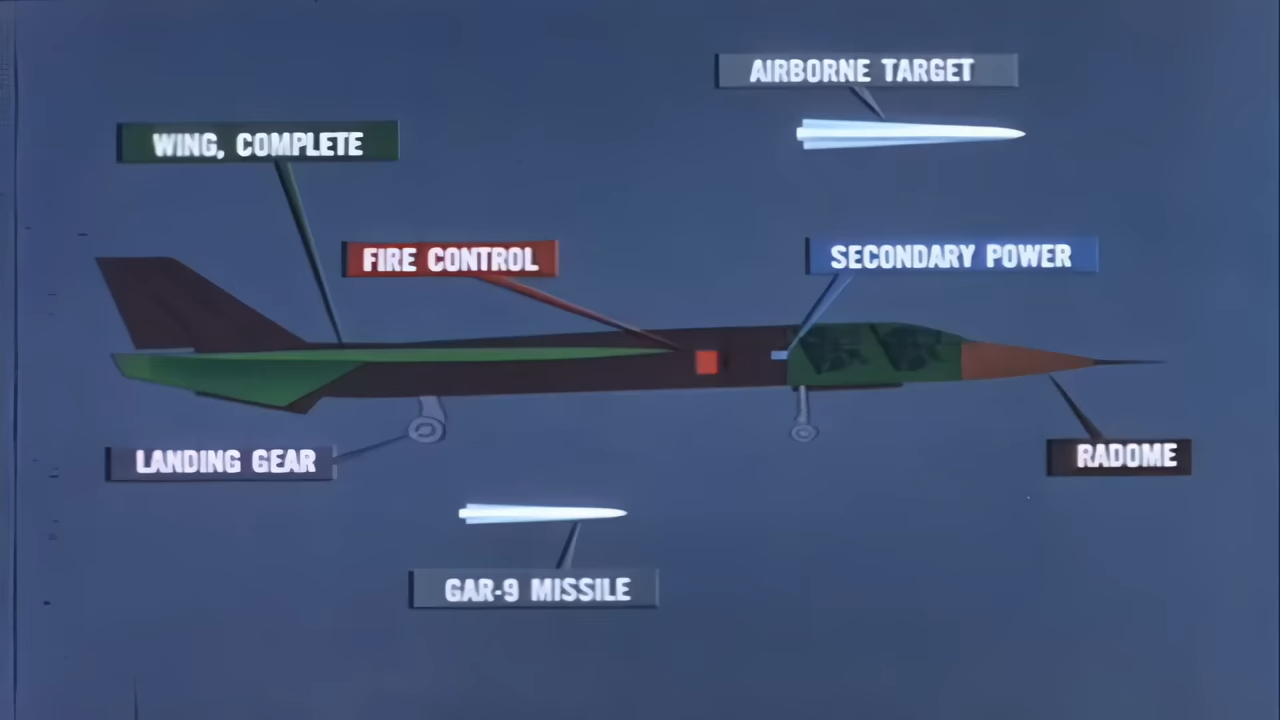 AIRBORNE TARGET
WING, COMPLETE
FIRE CONTROL
SECONDARY POWER
LANDING GEAR
RADOME
GAR-9 MISSILE